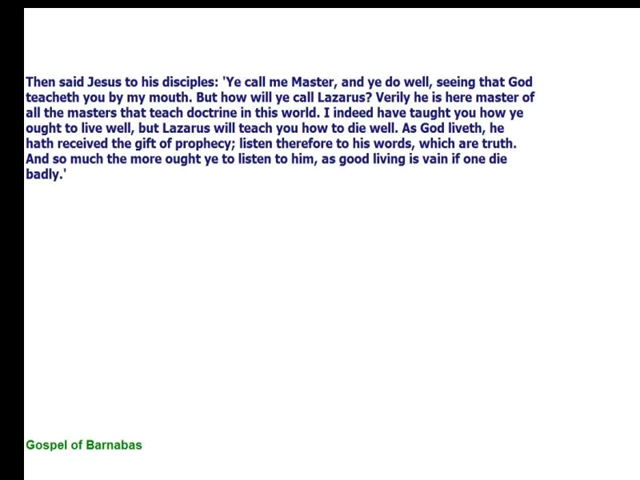 Then said Jesus to his disciples: 'Ye call me Master, and ye do well, seeing that God
teacheth you by my mouth. But how will ye call Lazarus? Verily he is here master of
all the masters that teach doctrine in this world. I indeed have taught you how ye
ought to live well, but Lazarus will teach you how to die well. As God liveth, he
hath received the gift of prophecy; listen therefore to his words, which are truth.
And so much the more ought ye to listen to him, as good living is vain if one die
badly.'
Gospel of Barnabas